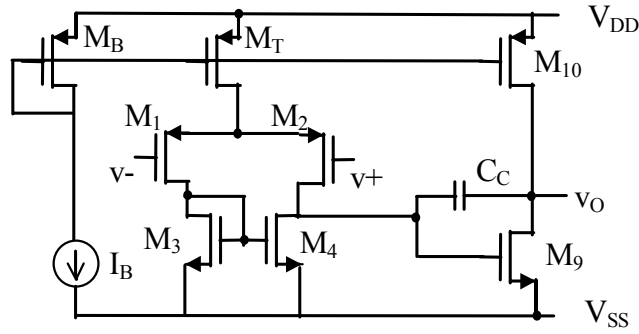 V_DD
M_B
M_T
M_10
M_1
M_2
v-
v+
C_C
v_O
M_3
M_4
I_B
M_9
V_SS